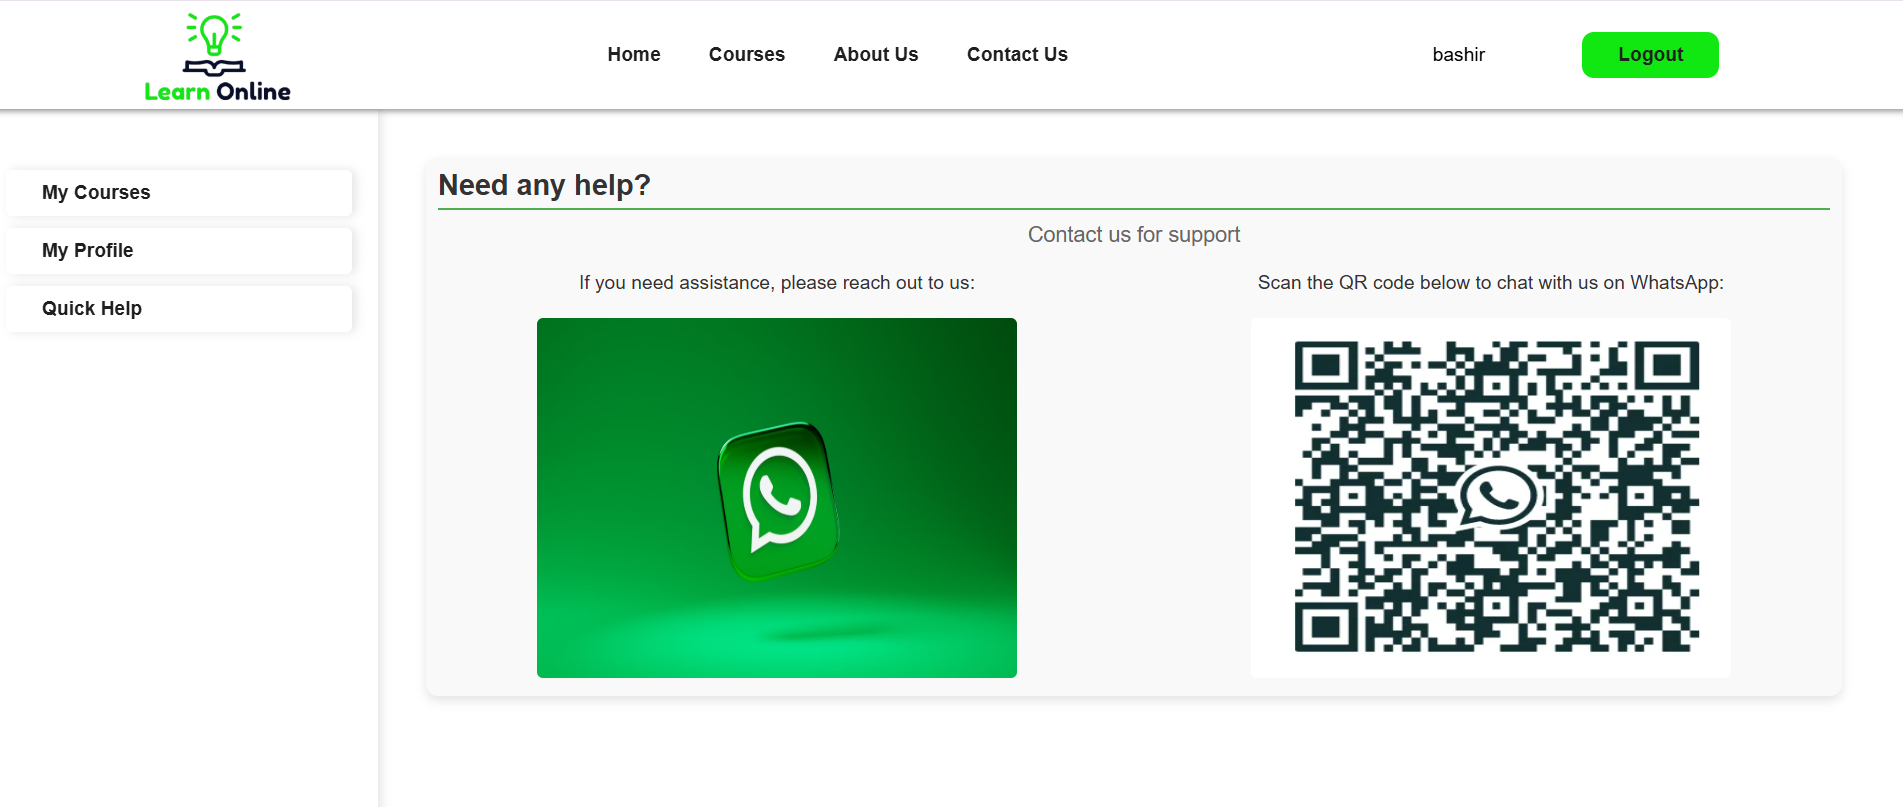 Learn Online
Home
Courses
About Us
Contact Us
bashir
Logout
My Courses
My Profile
Quick Help
Need any help?
Contact us for support
If you need assistance, please reach out to us:
Scan the QR code below to chat with us on WhatsApp: